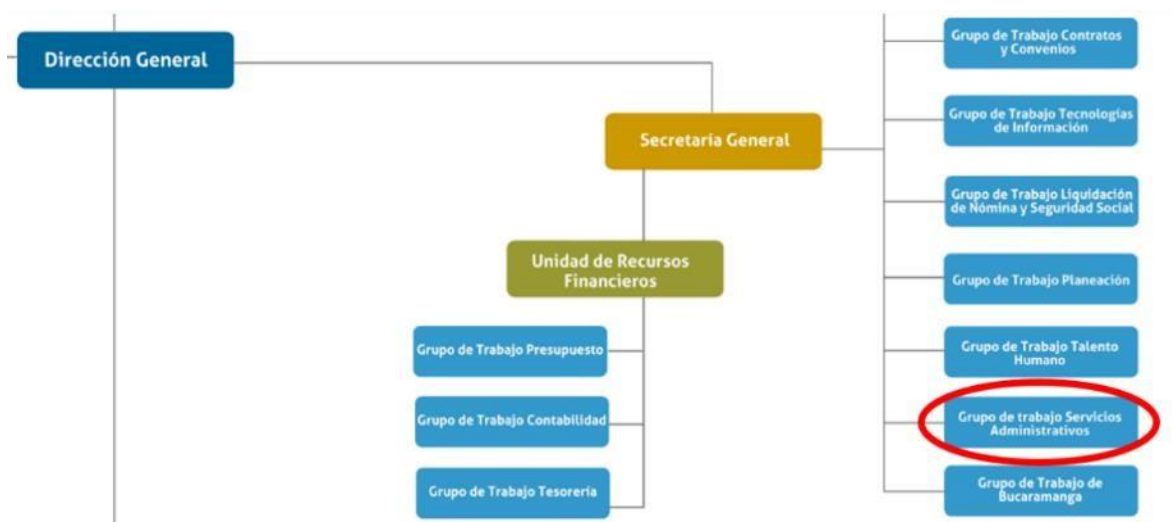 Dirección General
Secretaría General
Unidad de Recursos
Financieros
Grupo de Trabajo Presupuesto
Grupo de Trabajo Contabilidad
Grupo de Trabajo Tesorería
Grupo de Trabajo Contratos
y Convenios
Grupo de Trabajo Tecnologías
de Información
Grupo de Trabajo Liquidación
de Nómina y Seguridad Social
Grupo de Trabajo Planeación
Grupo de Trabajo Talento
Humano
Grupo de trabajo Servicios
Administrativos
Grupo de Trabajo de
Bucaramanga